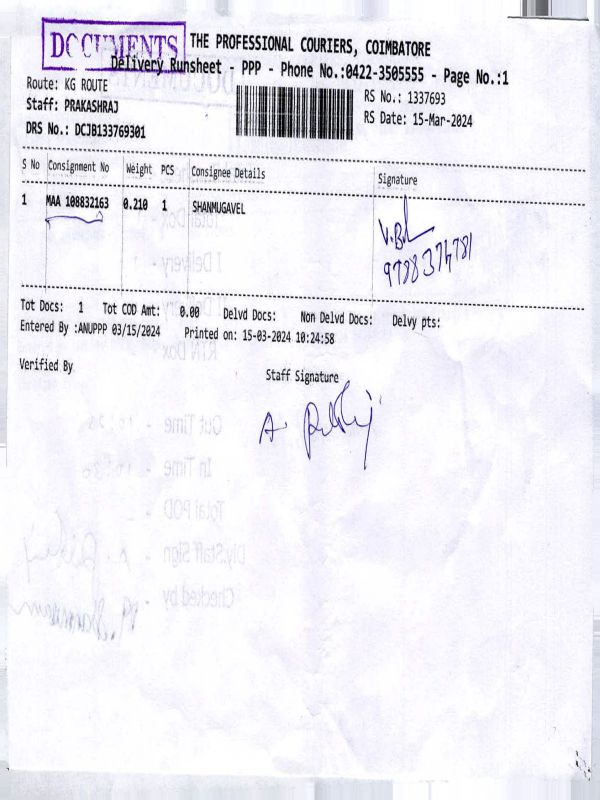 DOCUMENTS
THE PROFESSIONAL COURIERS, COIMBATORE
Delivery Runsheet - PPP - Phone No.:0422-3505555 - Page No.:1
Route: KG ROUTE
RS No.: 1337693
Staff: PRAKASHRAJ
RS Date: 15-Mar-2024
DRS No.: DCJB133769301
S No Consignment No Weight PCS Consignee Details Signature
1 MAA 108832163 0.210 1 SHANMUGAVEL
9788374781
Tot Docs: 1 Tot COD Amt: 0.00 Delvd Docs: Non Delvd Docs: Delvy pts:
Entered By :ANUPPP 03/15/2024 Printed on: 15-03-2024 10:24:58
Verified By
Staff Signature
Out Time -
In Time -
Total POD -
Dly.Staff Sign -
Checked by -